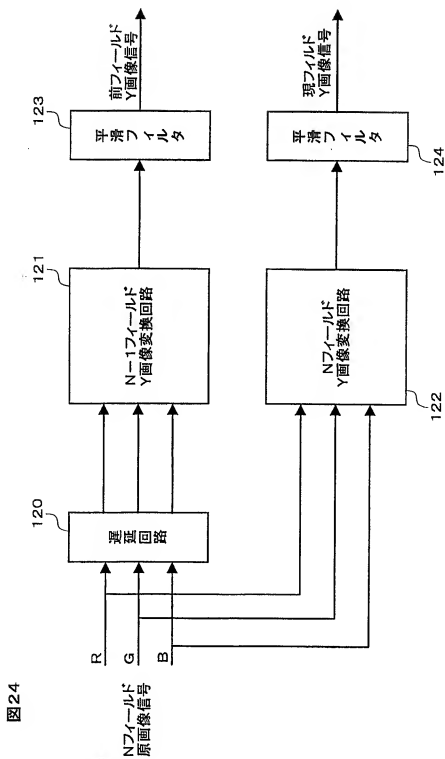 図24
Nフィールド
原画像信号
R
G
B
120
遅延回路
121
N－1フィールド
Y画像変換回路
123
平滑フィルタ
前フィールド
Y画像信号
122
Nフィールド
Y画像変換回路
124
平滑フィルタ
現フィールド
Y画像信号